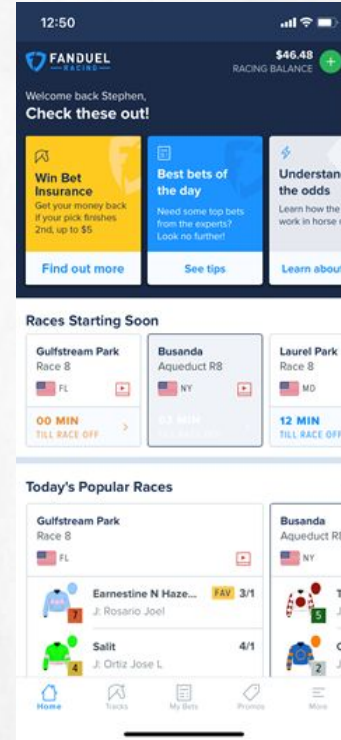 12:50
FANDUEL
RACING
$46.48
RACING BALANCE
Welcome back Stephen,
Check these out!
Win Bet
Insurance
Get your money back
if your pick finishes
2nd, up to $5
Find out more
Best bets of
the day
Need some top bets
from the experts?
Look no further!
See tips
Understan
the odds
Learn how the
work in horse
Learn about
Races Starting Soon
Gulfstream Park
Race 8
FL
00 MIN
TILL RACE OFF
Busanda
Aqueduct R8
NY
03 MIN
TILL RACE OFF
Laurel Park
Race 8
MD
12 MIN
TILL RACE OFF
Today's Popular Races
Gulfstream Park
Race 8
FL
7
Earnestine N Haze... FAV 3/1
J: Rosario Joel
4
Salit 4/1
J: Ortiz Jose L
Busanda
Aqueduct R
NY
5
2
Home
Tracks
My Bets
Promos
More